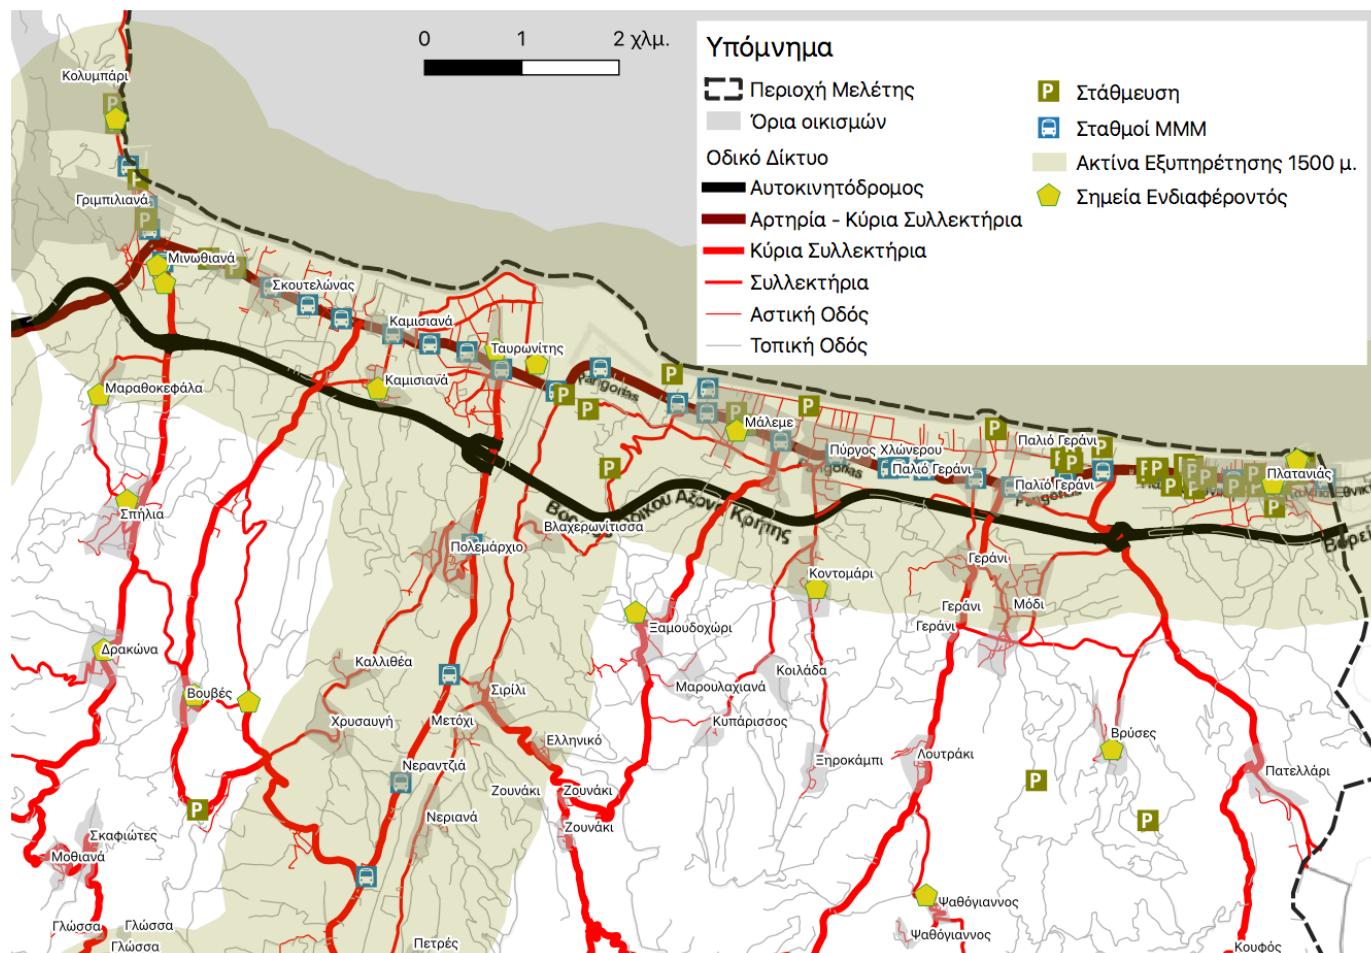 0 1 2 χλμ.
Υπόμνημα
Περιοχή Μελέτης
Όρια οικισμών
Οδικό Δίκτυο
Αυτοκινητόδρομος
Αρτηρία - Κύρια Συλλεκτήρια
Κύρια Συλλεκτήρια
Συλλεκτήρια
Αστική Οδός
Τοπική Οδός
P Στάθμευση
Σταθμοί ΜΜΜ
Ακτίνα Εξυπηρέτησης 1500 μ.
Σημεία Ενδιαφέροντός
Κολυμπάρι
Γριμπιλιανά
Μινωθιανά
Σκουτελώνας
Καμισιανά
Ταυρωνίτης
Καμισιανά
Μαραθοκεφάλα
Μάλεμε
Πύργος Χλώνερου
Παλιό Γεράνι
Παλιό Γεράνι
Παλιό Γεράνι
Πλατανιάς
Σπήλια
Βλαχερωνίτισσα
Πολεμάρχιο
Κοντομάρι
Γεράνι
Γεράνι
Γεράνι
Μόδι
Ξαμουδοχώρι
Δρακώνα
Καλλιθέα
Βουβές
Σιρίλι
Μαρουλαχιανά
Κοιλάδα
Χρυσαυγή
Μετόχι
Κυπάρισσος
Ελληνικό
Βρύσες
Νεραντζιά
Ξηροκάμπι
Λουτράκι
Πατελλάρι
Ζουνάκι
Ζουνάκι
Νεριανά
Ζουνάκι
Σκαφιώτες
Μοθιανά
Ψαθόγιαννος
Ψαθόγιαννος
Γλώσσα
Γλώσσα
Γλώσσα
Πετρές
Κουφός